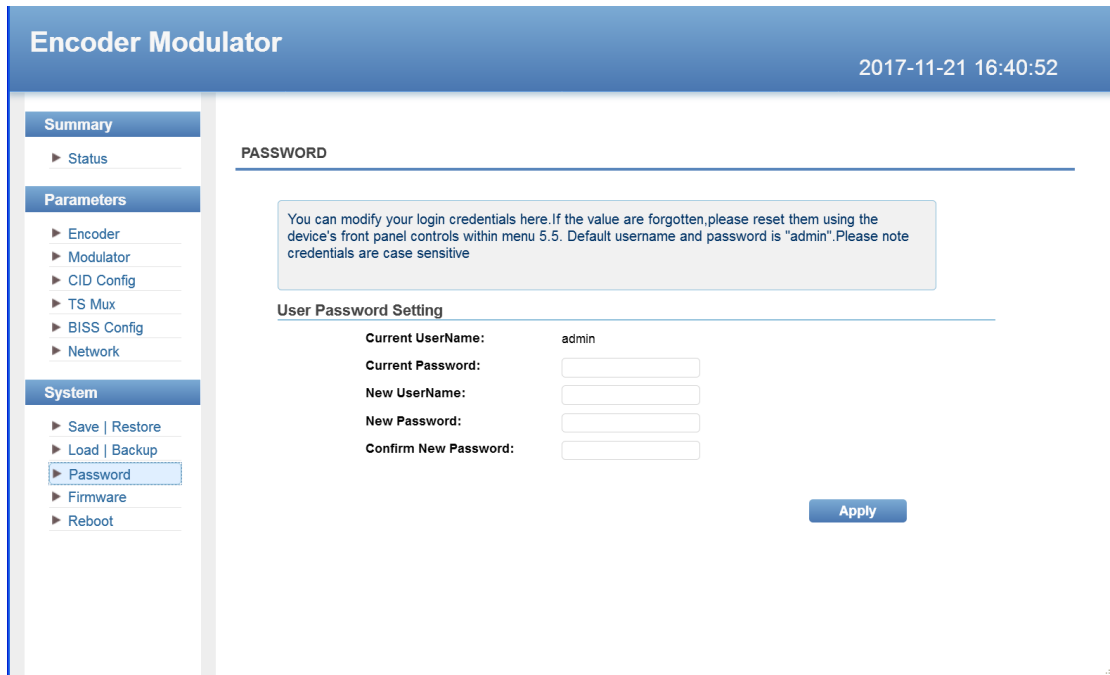 Encoder Modulator
2017-11-21 16:40:52
Summary
Status
Parameters
Encoder
Modulator
CID Config
TS Mux
BISS Config
Network
System
Save | Restore
Load | Backup
Password
Firmware
Reboot
PASSWORD
You can modify your login credentials here.If the value are forgotten,please reset them using the
device's front panel controls within menu 5.5. Default username and password is "admin".Please note
credentials are case sensitive
User Password Setting
Current UserName: admin
Current Password:
New UserName:
New Password:
Confirm New Password:
Apply